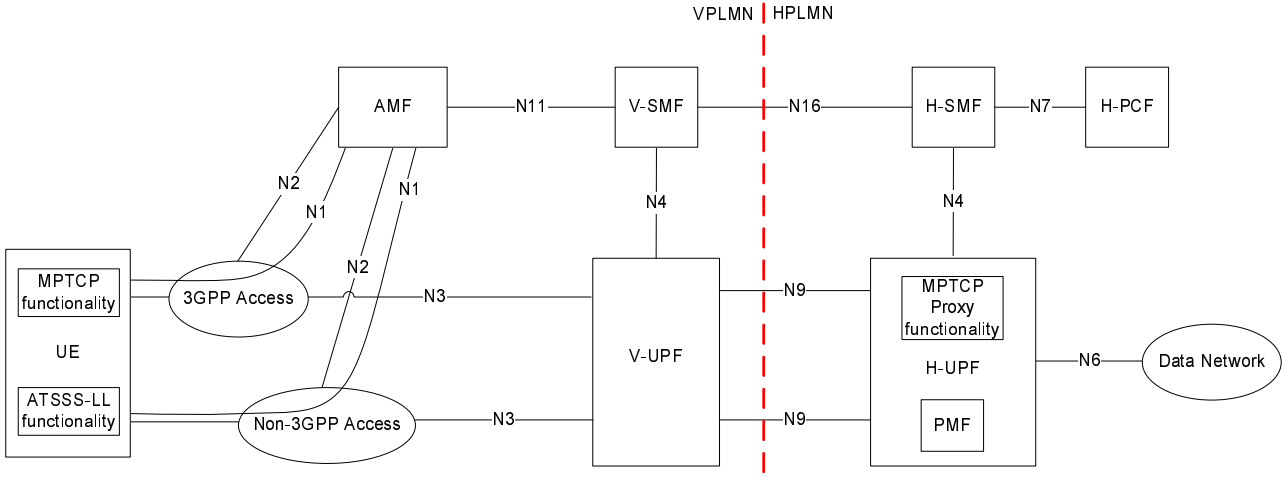 VPLMN
HPLMN
AMF
N11
V-SMF
N16
H-SMF
N7
H-PCF
N2
N1
N1
N4
N4
N2
MPTCP
functionality
3GPP Access
N3
N9
MPTCP
Proxy
functionality
UE
V-UPF
H-UPF
N6
Data Network
ATSSS-LL
functionality
Non-3GPP Access
N3
N9
PMF